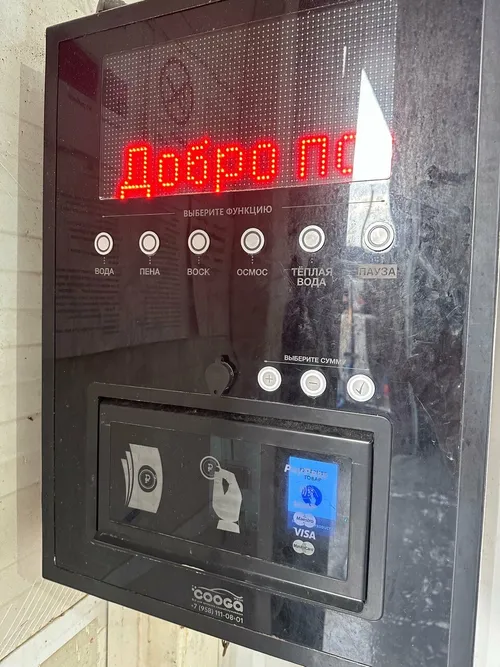 Добро по
ВЫБЕРИТЕ ФУНКЦИЮ
ВОДА ПЕНА ВОСК ОСМОС ТЁПЛАЯ ВОДА ПАУЗА
ВЫБЕРИТЕ СУММУ
+ −
₽ ₽
VISA
COOGA
+7 (958) 111-08-01